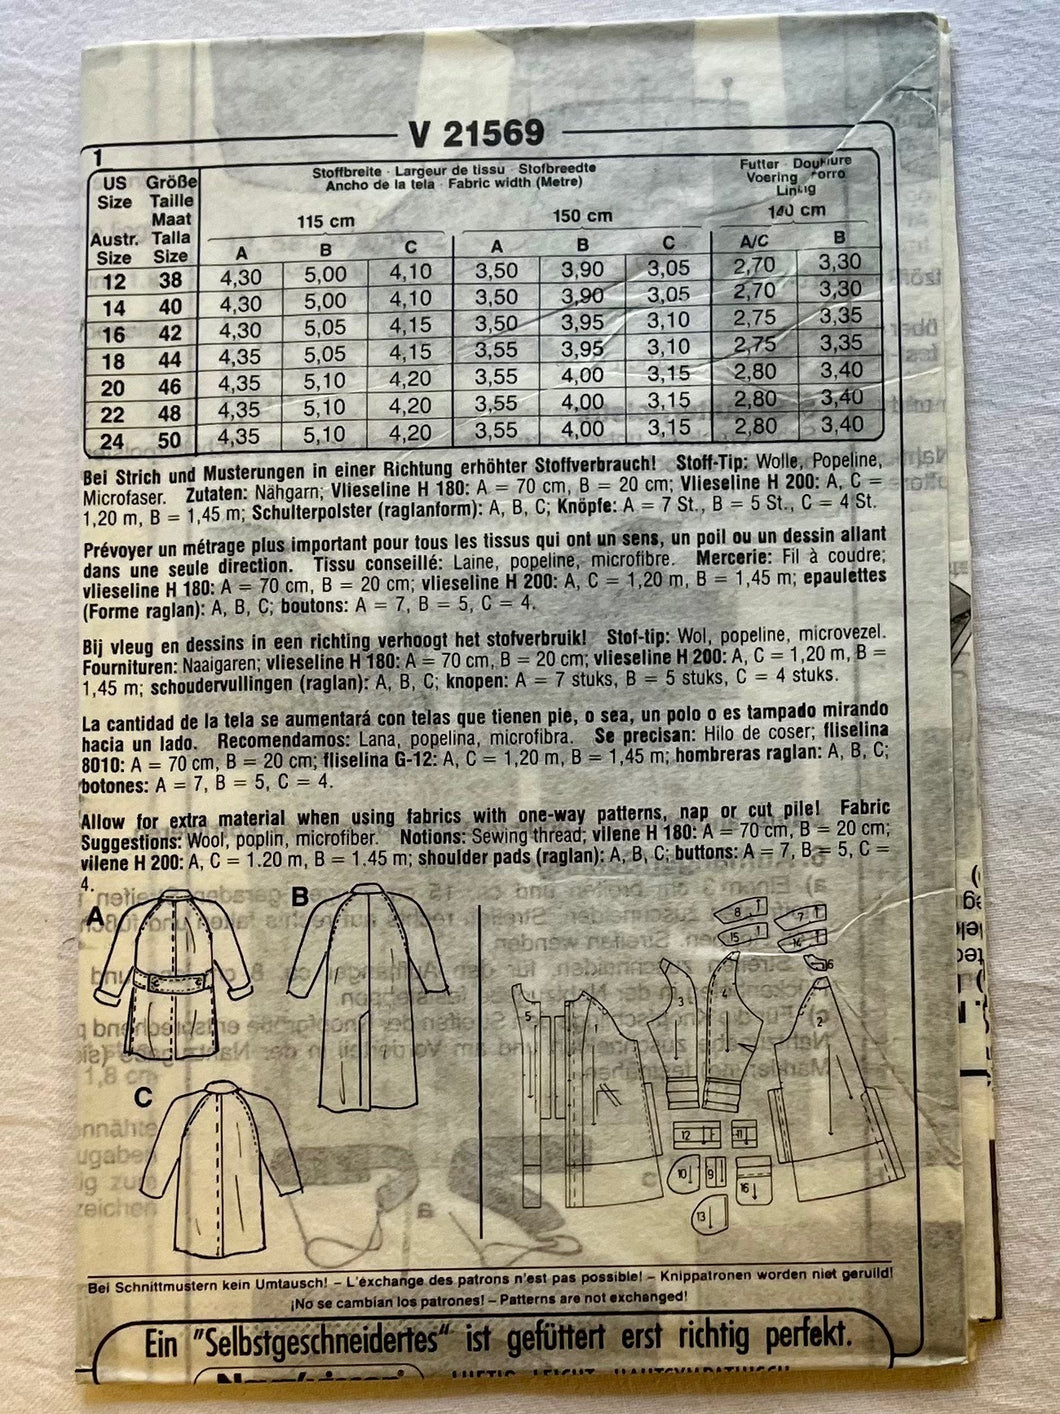 V 21569
1
US Größe Stoffbreite · Largeur de tissu · Stofbreedte Futter · Doublure
Size Taille Ancho de la tela · Fabric width (Metre) Voering · Forro
Maat Lining
Austr. Talla 115 cm 150 cm 140 cm
Size Size A B C A B C A/C B
12 38 4,30 5,00 4,10 3,50 3,90 3,05 2,70 3,30
14 40 4,30 5,00 4,10 3,50 3,90 3,05 2,70 3,30
16 42 4,30 5,05 4,15 3,50 3,95 3,10 2,75 3,35
18 44 4,35 5,05 4,15 3,55 3,95 3,10 2,75 3,35
20 46 4,35 5,10 4,20 3,55 4,00 3,15 2,80 3,40
22 48 4,35 5,10 4,20 3,55 4,00 3,15 2,80 3,40
24 50 4,35 5,10 4,20 3,55 4,00 3,15 2,80 3,40
Bei Strich und Musterungen in einer Richtung erhöhter Stoffverbrauch! Stoff-Tip: Wolle, Popeline,
Microfaser. Zutaten: Nähgarn; Vlieseline H 180: A = 70 cm, B = 20 cm; Vlieseline H 200: A, C =
1,20 m, B = 1,45 m; Schulterpolster (raglanform): A, B, C; Knöpfe: A = 7 St., B = 5 St., C = 4 St.
Prévoyer un métrage plus important pour tous les tissus qui ont un sens, un poil ou un dessin allant
dans une seule direction. Tissu conseillé: Laine, popeline, microfibre. Mercerie: Fil à coudre;
vlieseline H 180: A = 70 cm, B = 20 cm; vlieseline H 200: A, C = 1,20 m, B = 1,45 m; epaulettes
(Forme raglan): A, B, C; boutons: A = 7, B = 5, C = 4.
Bij vleug en dessins in een richting verhoogt het stofverbruik! Stof-tip: Wol, popeline, microvezel.
Fournituren: Naaigaren; vlieseline H 180: A = 70 cm, B = 20 cm; vlieseline H 200: A, C = 1,20 m, B =
1,45 m; schoudervullingen (raglan): A, B, C; knopen: A = 7 stuks, B = 5 stuks, C = 4 stuks.
La cantidad de la tela se aumentará con telas que tienen pie, o sea, un polo o es tampado mirando
hacia un lado. Recomendamos: Lana, popelina, microfibra. Se precisan: Hilo de coser; fliselina
8010: A = 70 cm, B = 20 cm; fliselina G-12: A, C = 1,20 m, B = 1,45 m; hombreras raglan: A, B, C;
botones: A = 7, B = 5, C = 4.
Allow for extra material when using fabrics with one-way patterns, nap or cut pile! Fabric
Suggestions: Wool, poplin, microfiber. Notions: Sewing thread; vilene H 180: A = 70 cm, B = 20 cm;
vilene H 200: A, C = 1.20 m, B = 1.45 m; shoulder pads (raglan): A, B, C; buttons: A = 7, B = 5, C =
4.
A B
C
8 7
15 14
6
5 1 3 4 2
12 11
10 9 16
13
Bei Schnittmustern kein Umtausch! – L'échange des patrons n'est pas possible! – Knippatronen worden niet geruild!
¡No se cambían los patrones! – Patterns are not exchanged!
Ein "Selbstgeschneidertes" ist gefüttert erst richtig perfekt.
LUFTIG LEICHT HAUTSYMPATHISCH